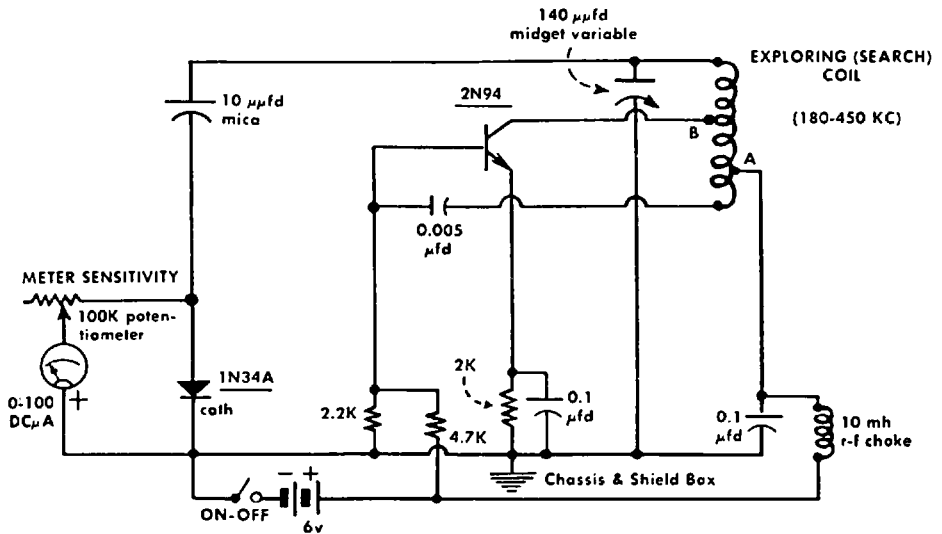 140 μμfd
midget variable
EXPLORING (SEARCH)
COIL
(180-450 KC)
10 μμfd
mica
2N94
B
A
0.005
μfd
METER SENSITIVITY
100K poten-
tiometer
0-100
DCμA
+
1N34A
cath
2.2K
4.7K
2K
0.1
μfd
0.1
μfd
10 mh
r-f choke
Chassis & Shield Box
ON-OFF
- +
6v